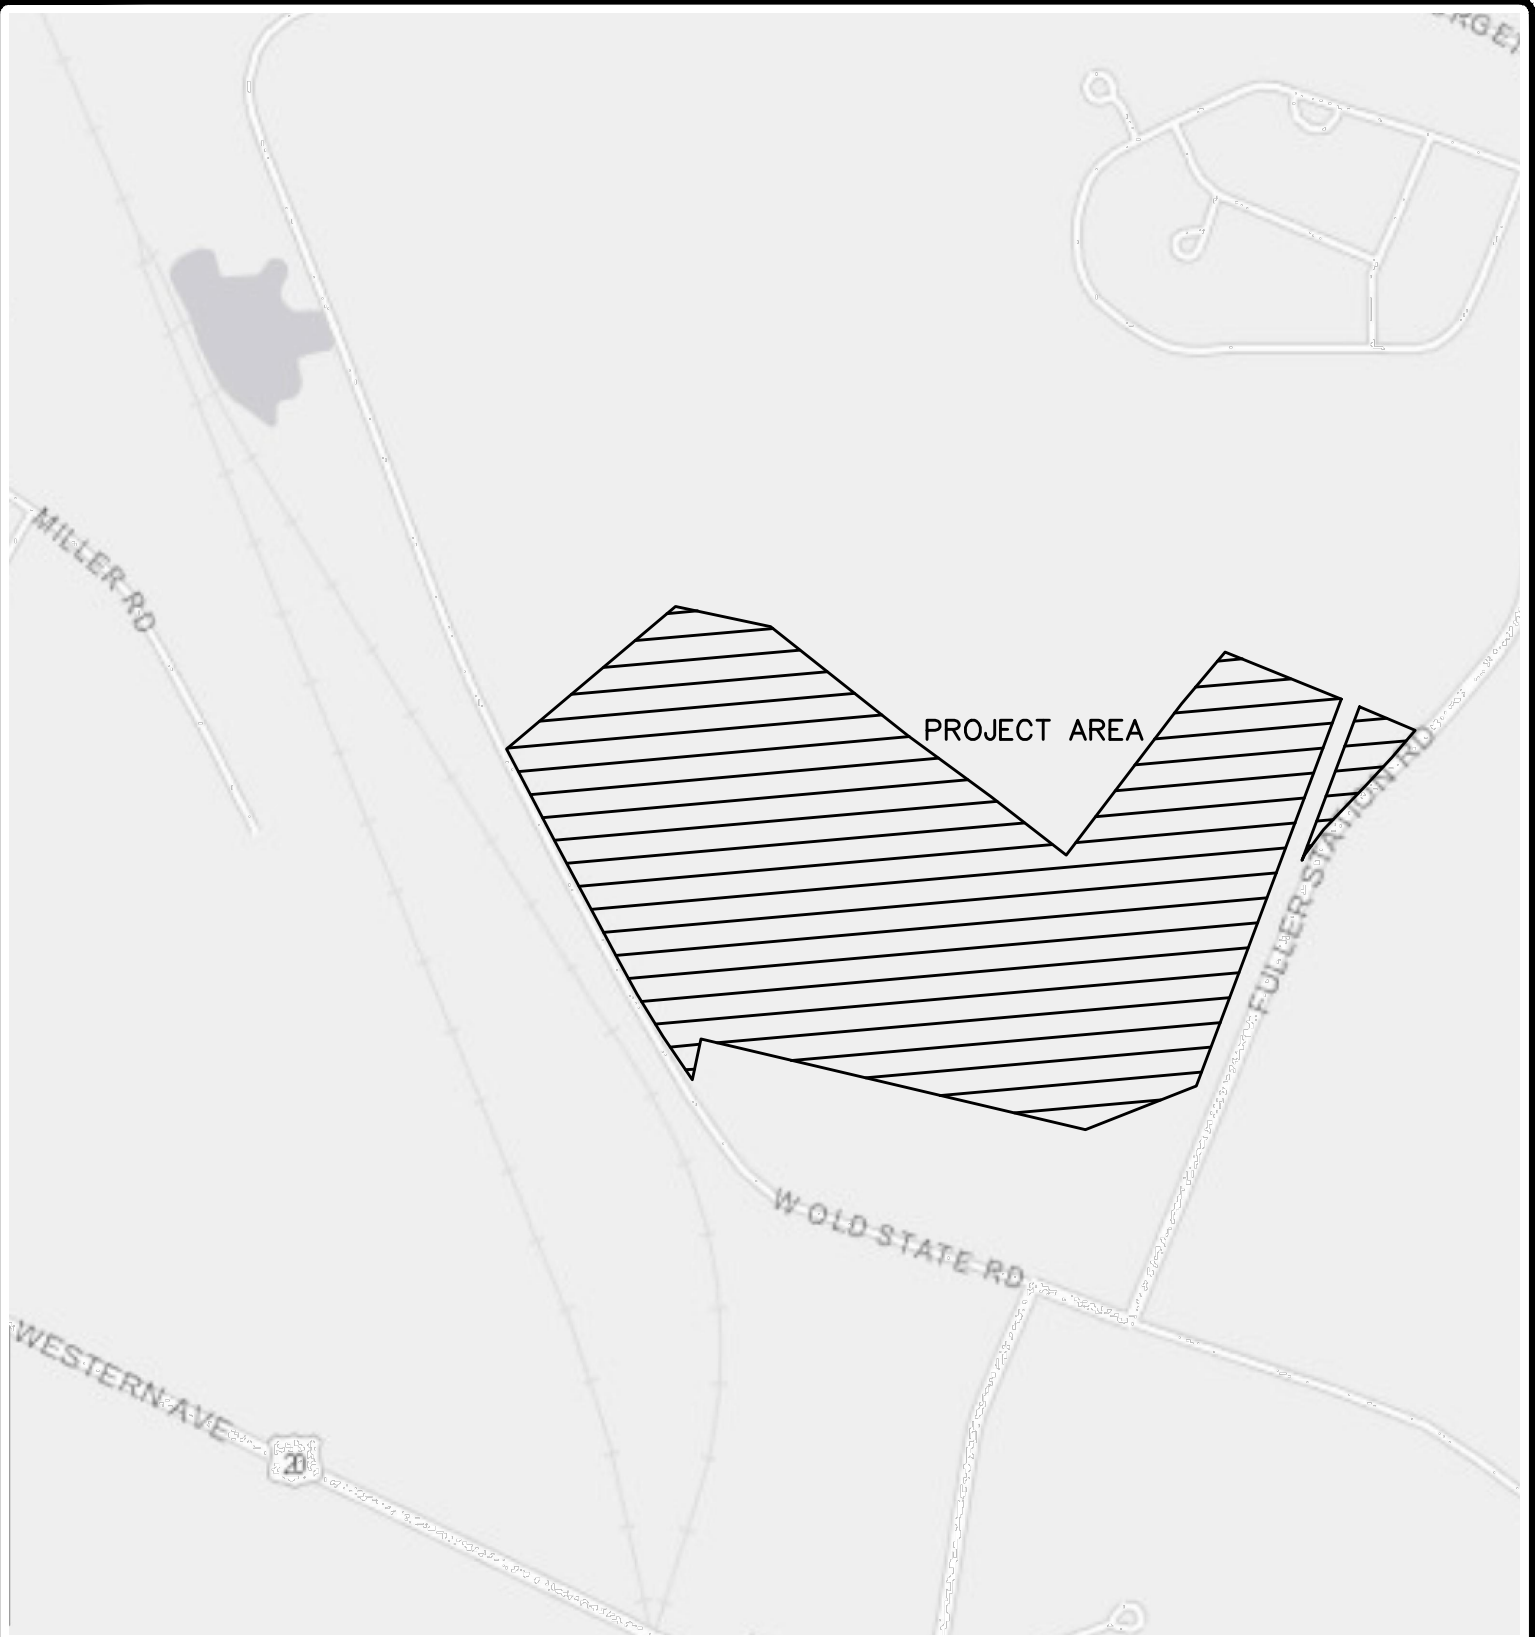 MILLER RD
PROJECT AREA
FULLER STATION RD
W OLD STATE RD
WESTERN AVE
20